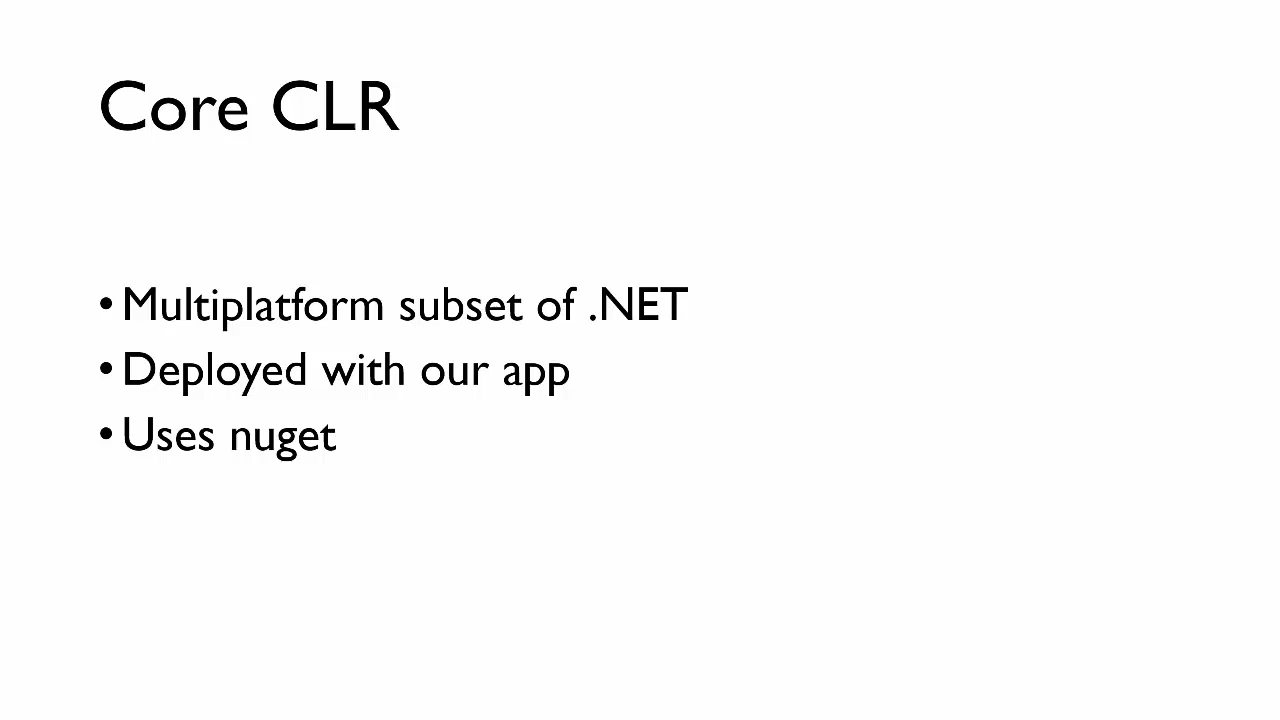 Core CLR
• Multiplatform subset of .NET
• Deployed with our app
• Uses nuget